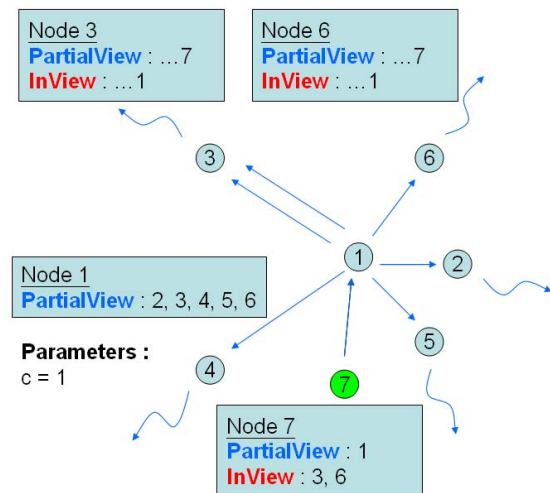 Node 3
PartialView : ...7
InView : ...1
Node 6
PartialView : ...7
InView : ...1
3
6
1
2
Node 1
PartialView : 2, 3, 4, 5, 6
5
Parameters :
c = 1
4
7
Node 7
PartialView : 1
InView : 3, 6